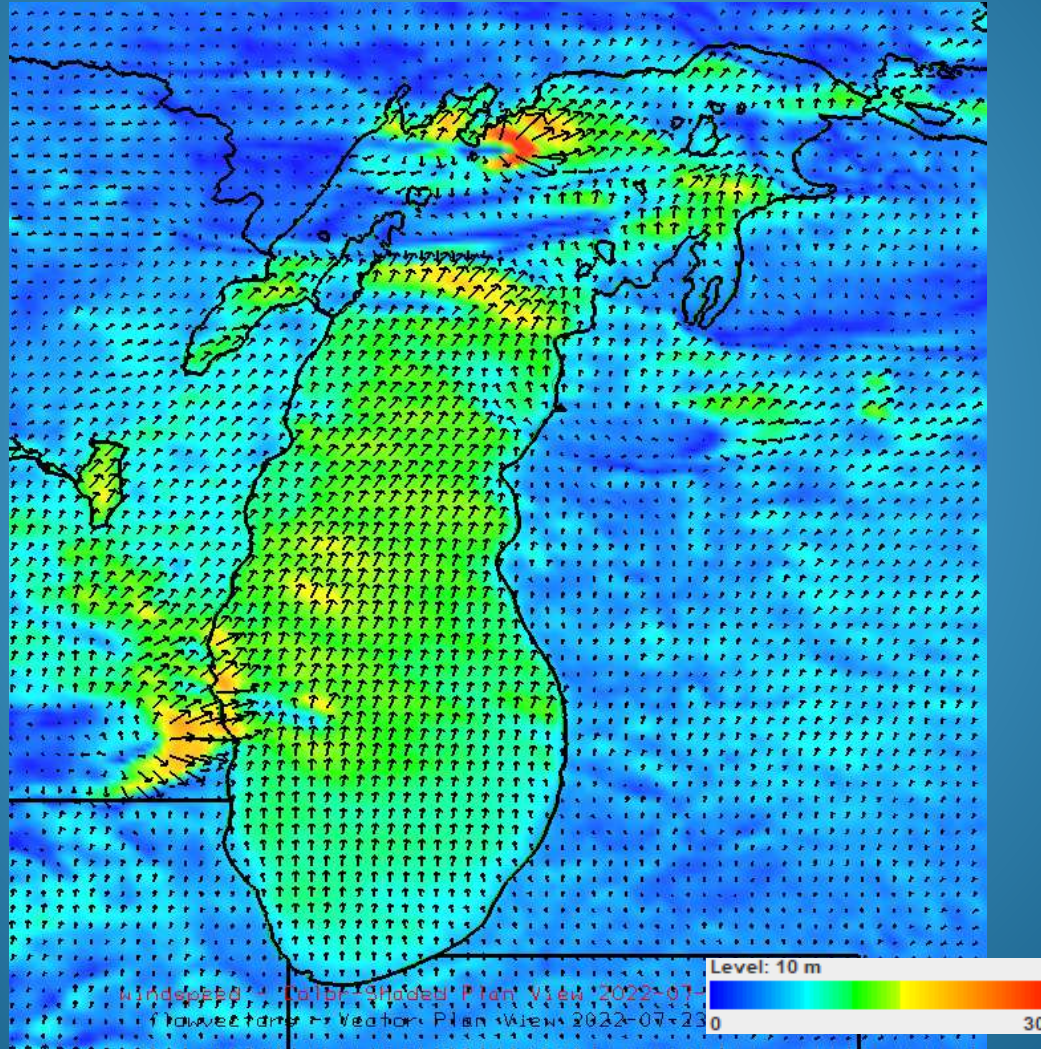 Level: 10 m
0 30
windspeed - Color-Shaded Plan View 2022-07-
flowvectors - Vector Plan View 2022-07-23